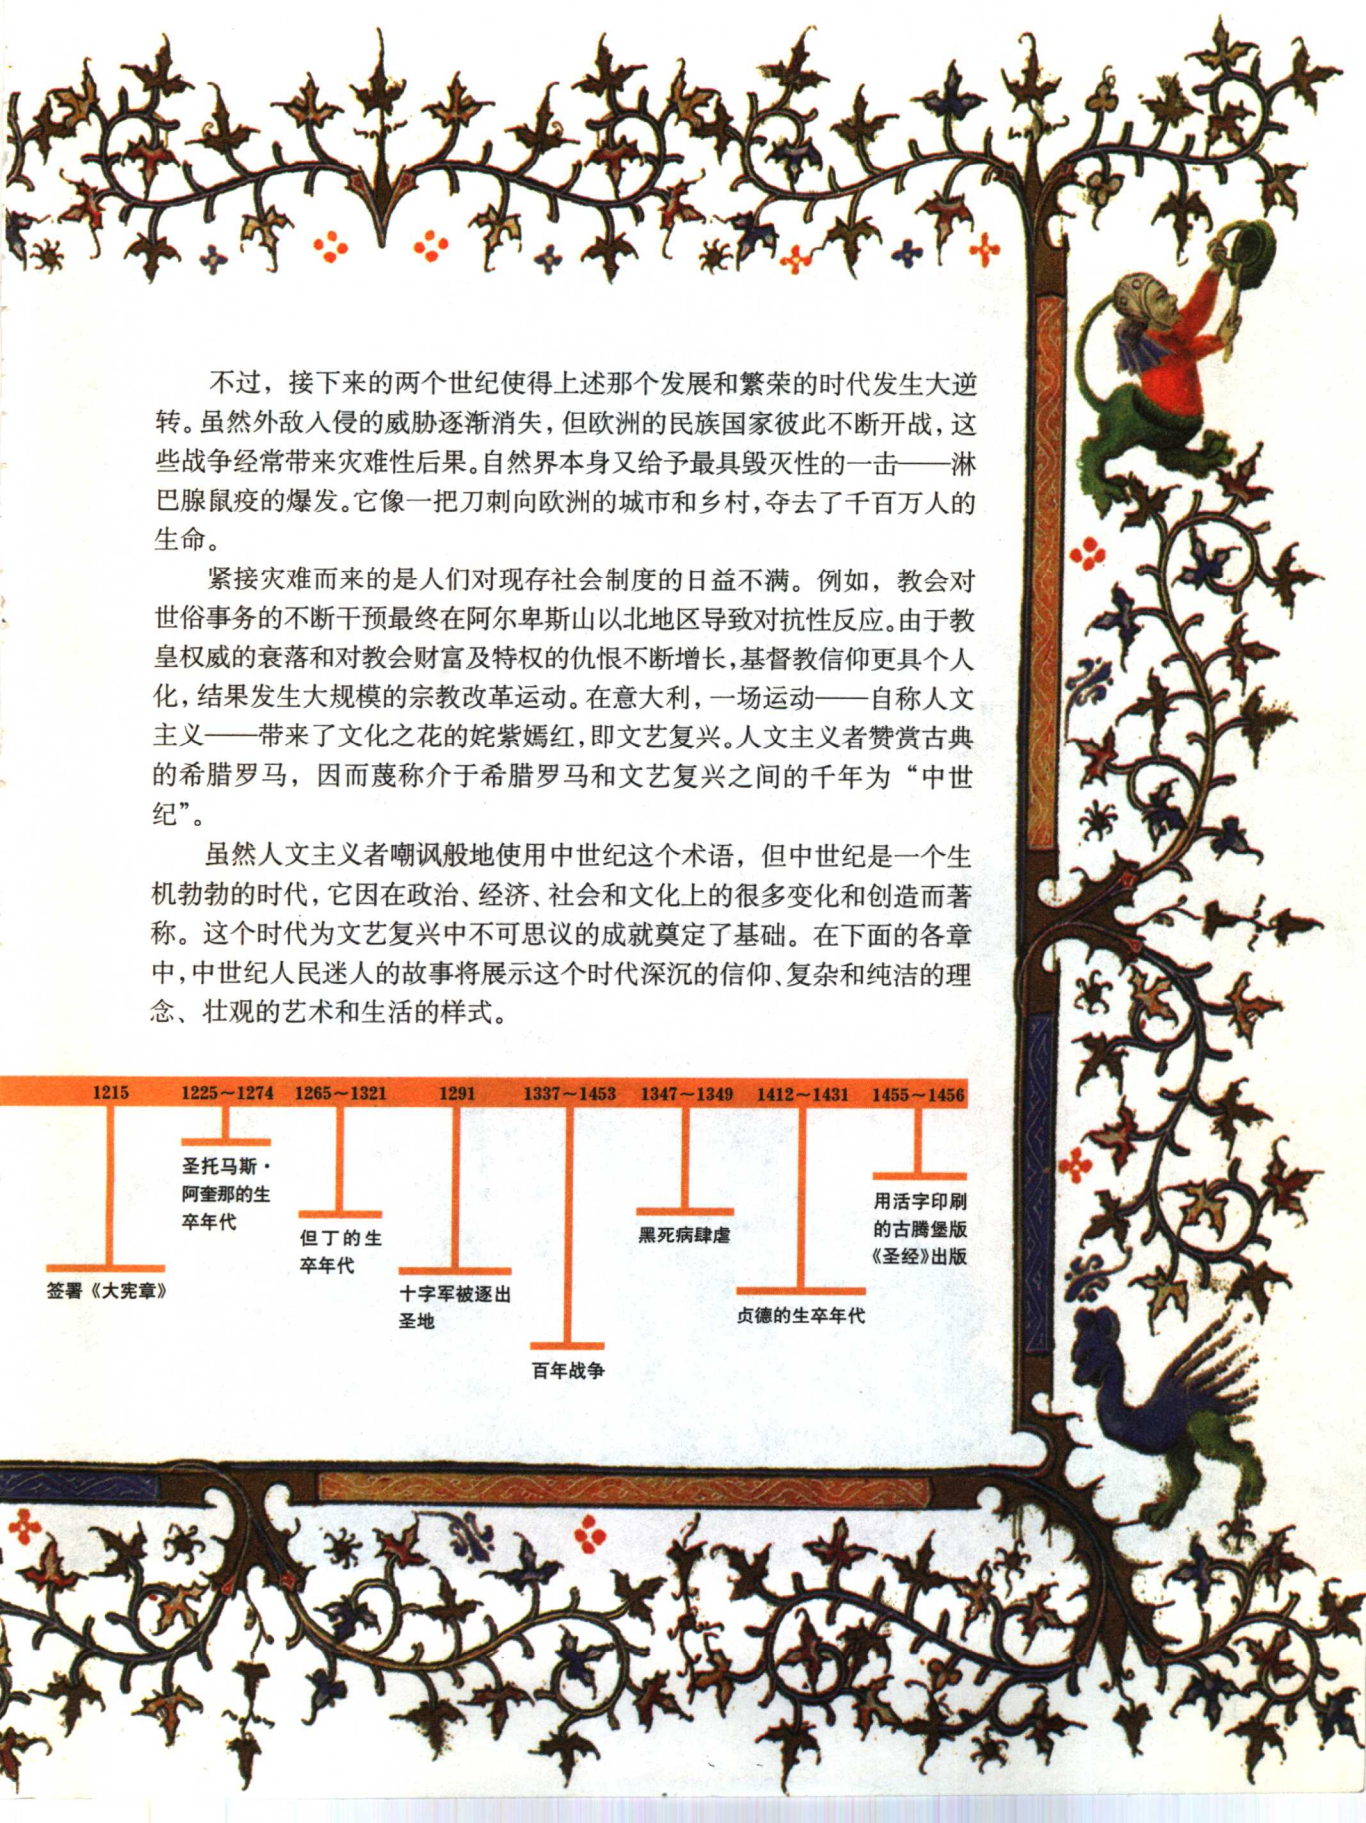 不过，接下来的两个世纪使得上述那个发展和繁荣的时代发生大逆
转。虽然外敌入侵的威胁逐渐消失，但欧洲的民族国家彼此不断开战，这
些战争经常带来灾难性后果。自然界本身又给予最具毁灭性的一击——淋
巴腺鼠疫的爆发。它像一把刀刺向欧洲的城市和乡村，夺去了千百万人的
生命。
紧接灾难而来的是人们对现存社会制度的日益不满。例如，教会对
世俗事务的不断干预最终在阿尔卑斯山以北地区导致对抗性反应。由于教
皇权威的衰落和对教会财富及特权的仇恨不断增长，基督教信仰更具个人
化，结果发生大规模的宗教改革运动。在意大利，一场运动——自称人文
主义——带来了文化之花的姹紫嫣红，即文艺复兴。人文主义者赞赏古典
的希腊罗马，因而蔑称介于希腊罗马和文艺复兴之间的千年为“中世
纪”。
虽然人文主义者嘲讽般地使用中世纪这个术语，但中世纪是一个生
机勃勃的时代，它因在政治、经济、社会和文化上的很多变化和创造而著
称。这个时代为文艺复兴中不可思议的成就奠定了基础。在下面的各章
中，中世纪人民迷人的故事将展示这个时代深沉的信仰、复杂和纯洁的理
念、壮观的艺术和生活的样式。
1215 1225～1274 1265～1321 1291 1337～1453 1347～1349 1412～1431 1455～1456
签署《大宪章》
圣托马斯·
阿奎那的生
卒年代
但丁的生
卒年代
十字军被逐出
圣地
百年战争
黑死病肆虐
贞德的生卒年代
用活字印刷
的古腾堡版
《圣经》出版